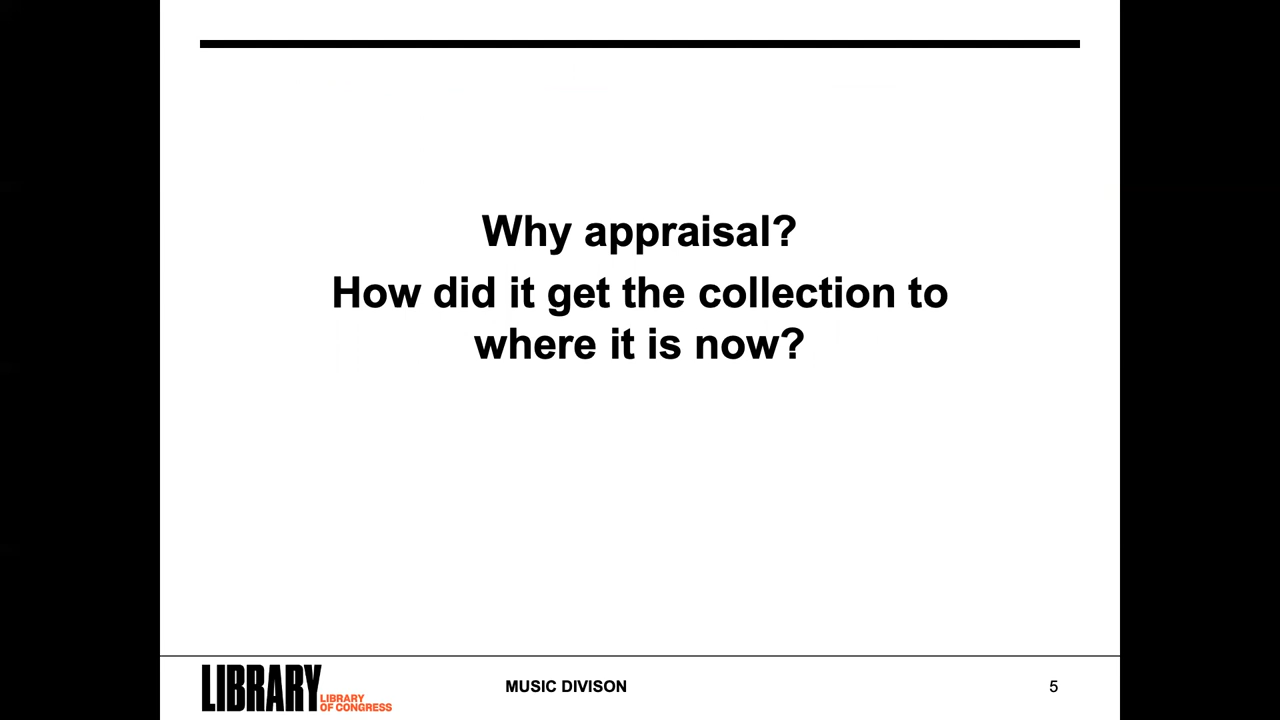 Why appraisal?
How did it get the collection to
where it is now?
LIBRARY
LIBRARY
OF CONGRESS
MUSIC DIVISON
5